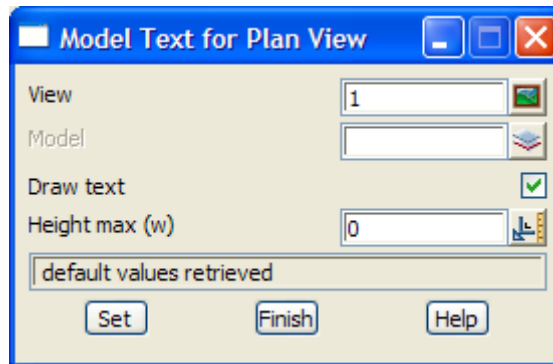 Model Text for Plan View
View 1
Model
Draw text
Height max (w) 0
default values retrieved
Set Finish Help